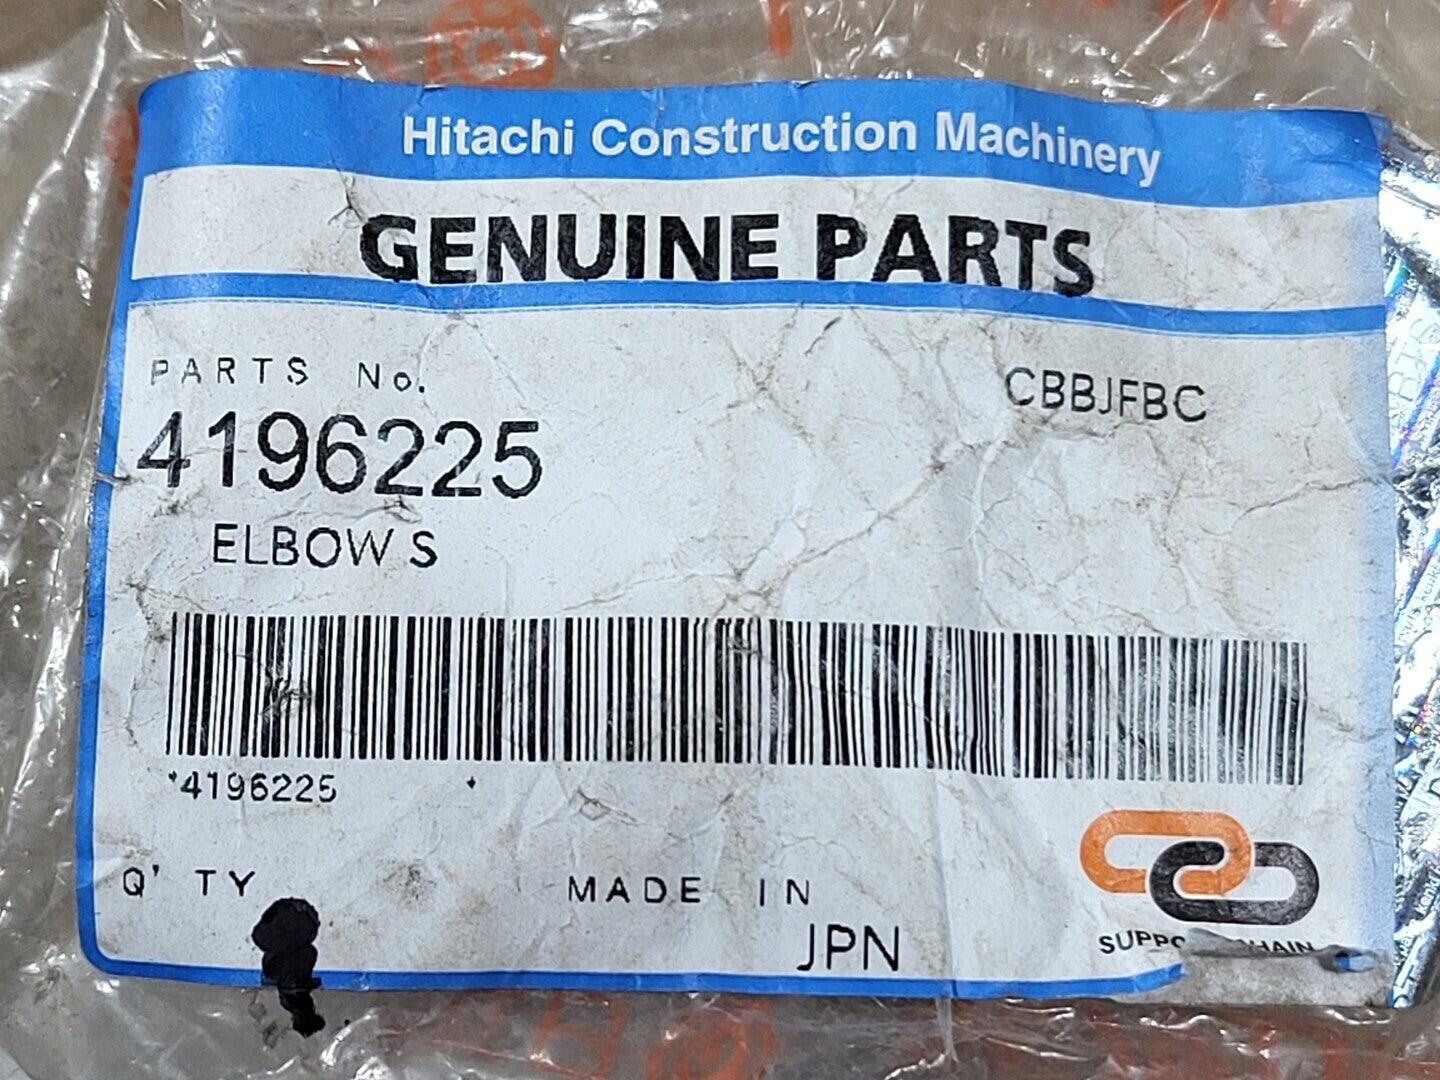 Hitachi Construction Machinery
GENUINE PARTS
PARTS No.
CBBJFBC
4196225
ELBOW S
*4196225 *
Q'TY
MADE IN
JPN